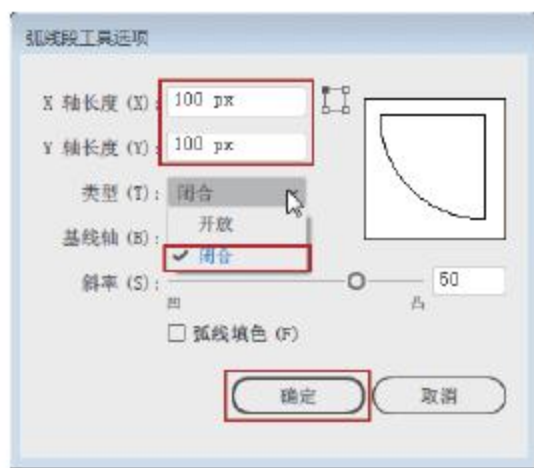 弧线段工具选项
X 轴长度 (X): 100 px
Y 轴长度 (Y): 100 px
类型 (T): 闭合
开放
基线轴 (B):
闭合
斜率 (S): 50
凹 凸
弧线填色 (F)
确定 取消